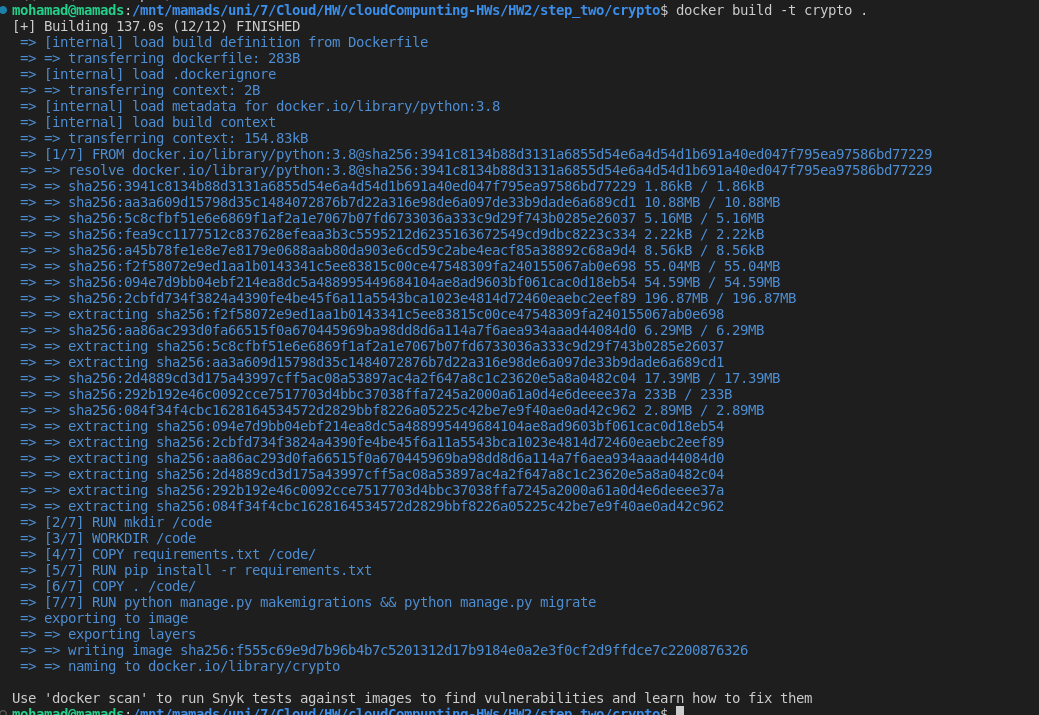 mohamad@mamads:/mnt/mamads/uni/7/Cloud/HW/cloudCompunting-HWs/HW2/step_two/crypto$ docker build -t crypto .
[+] Building 137.0s (12/12) FINISHED
=> [internal] load build definition from Dockerfile
=> => transferring dockerfile: 283B
=> [internal] load .dockerignore
=> => transferring context: 2B
=> [internal] load metadata for docker.io/library/python:3.8
=> [internal] load build context
=> => transferring context: 154.83kB
=> [1/7] FROM docker.io/library/python:3.8@sha256:3941c8134b88d3131a6855d54e6a4d54d1b691a40ed047f795ea97586bd77229
=> => resolve docker.io/library/python:3.8@sha256:3941c8134b88d3131a6855d54e6a4d54d1b691a40ed047f795ea97586bd77229
=> => sha256:3941c8134b88d3131a6855d54e6a4d54d1b691a40ed047f795ea97586bd77229 1.86kB / 1.86kB
=> => sha256:aa3a609d15798d35c1484072876b7d22a316e98de6a097de33b9dade6a689cd1 10.88MB / 10.88MB
=> => sha256:5c8cfbf51e6e6869f1af2a1e7067b07fd6733036a333c9d29f743b0285e26037 5.16MB / 5.16MB
=> => sha256:fea9cc1177512c837628efeaa3b3c5595212d6235163672549cd9dbc8223c334 2.22kB / 2.22kB
=> => sha256:a45b78fe1e8e7e8179e0688aab80da903e6cd59c2abe4eacf85a38892c68a9d4 8.56kB / 8.56kB
=> => sha256:f2f58072e9ed1aa1b0143341c5ee83815c00ce47548309fa240155067ab0e698 55.04MB / 55.04MB
=> => sha256:094e7d9bb04ebf214ea8dc5a488995449684104ae8ad9603bf061cac0d18eb54 54.59MB / 54.59MB
=> => sha256:2cbfd734f3824a4390fe4be45f6a11a5543bca1023e4814d72460eaebc2eef89 196.87MB / 196.87MB
=> => extracting sha256:f2f58072e9ed1aa1b0143341c5ee83815c00ce47548309fa240155067ab0e698
=> => sha256:aa86ac293d0fa66515f0a670445969ba98dd8d6a114a7f6aea934aaad44084d0 6.29MB / 6.29MB
=> => extracting sha256:5c8cfbf51e6e6869f1af2a1e7067b07fd6733036a333c9d29f743b0285e26037
=> => extracting sha256:aa3a609d15798d35c1484072876b7d22a316e98de6a097de33b9dade6a689cd1
=> => sha256:2d4889cd3d175a43997cff5ac08a53897ac4a2f647a8c1c23620e5a8a0482c04 17.39MB / 17.39MB
=> => sha256:292b192e46c0092cce7517703d4bbc37038ffa7245a2000a61a0d4e6deeee37a 233B / 233B
=> => sha256:084f34f4cbc1628164534572d2829bbf8226a05225c42be7e9f40ae0ad42c962 2.89MB / 2.89MB
=> => extracting sha256:094e7d9bb04ebf214ea8dc5a488995449684104ae8ad9603bf061cac0d18eb54
=> => extracting sha256:2cbfd734f3824a4390fe4be45f6a11a5543bca1023e4814d72460eaebc2eef89
=> => extracting sha256:aa86ac293d0fa66515f0a670445969ba98dd8d6a114a7f6aea934aaad44084d0
=> => extracting sha256:2d4889cd3d175a43997cff5ac08a53897ac4a2f647a8c1c23620e5a8a0482c04
=> => extracting sha256:292b192e46c0092cce7517703d4bbc37038ffa7245a2000a61a0d4e6deeee37a
=> => extracting sha256:084f34f4cbc1628164534572d2829bbf8226a05225c42be7e9f40ae0ad42c962
=> [2/7] RUN mkdir /code
=> [3/7] WORKDIR /code
=> [4/7] COPY requirements.txt /code/
=> [5/7] RUN pip install -r requirements.txt
=> [6/7] COPY . /code/
=> [7/7] RUN python manage.py makemigrations && python manage.py migrate
=> exporting to image
=> => exporting layers
=> => writing image sha256:f555c69e9d7b96b4b7c5201312d17b9184e0a2e3f0cf2d9ffdce7c2200876326
=> => naming to docker.io/library/crypto

Use 'docker scan' to run Snyk tests against images to find vulnerabilities and learn how to fix them
mohamad@mamads:/mnt/mamads/uni/7/Cloud/HW/cloudCompunting-HWs/HW2/step_two/crypto$